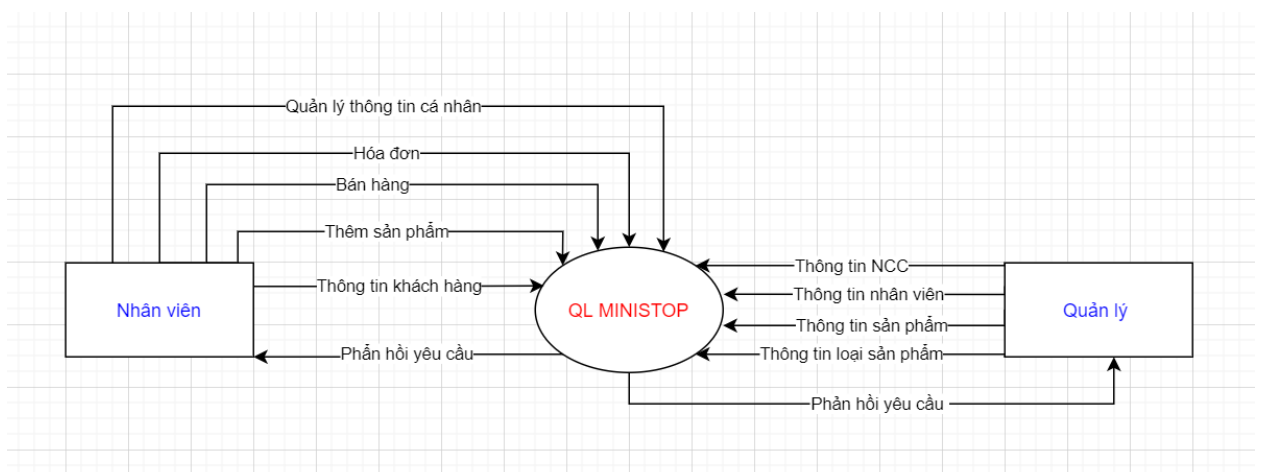 Quản lý thông tin cá nhân
Hóa đơn
Bán hàng
Thêm sản phẩm
Thông tin khách hàng
Nhân viên
Phẩn hồi yêu cầu
QL MINISTOP
Thông tin NCC
Thông tin nhân viên
Thông tin sản phẩm
Thông tin loại sản phẩm
Quản lý
Phản hồi yêu cầu